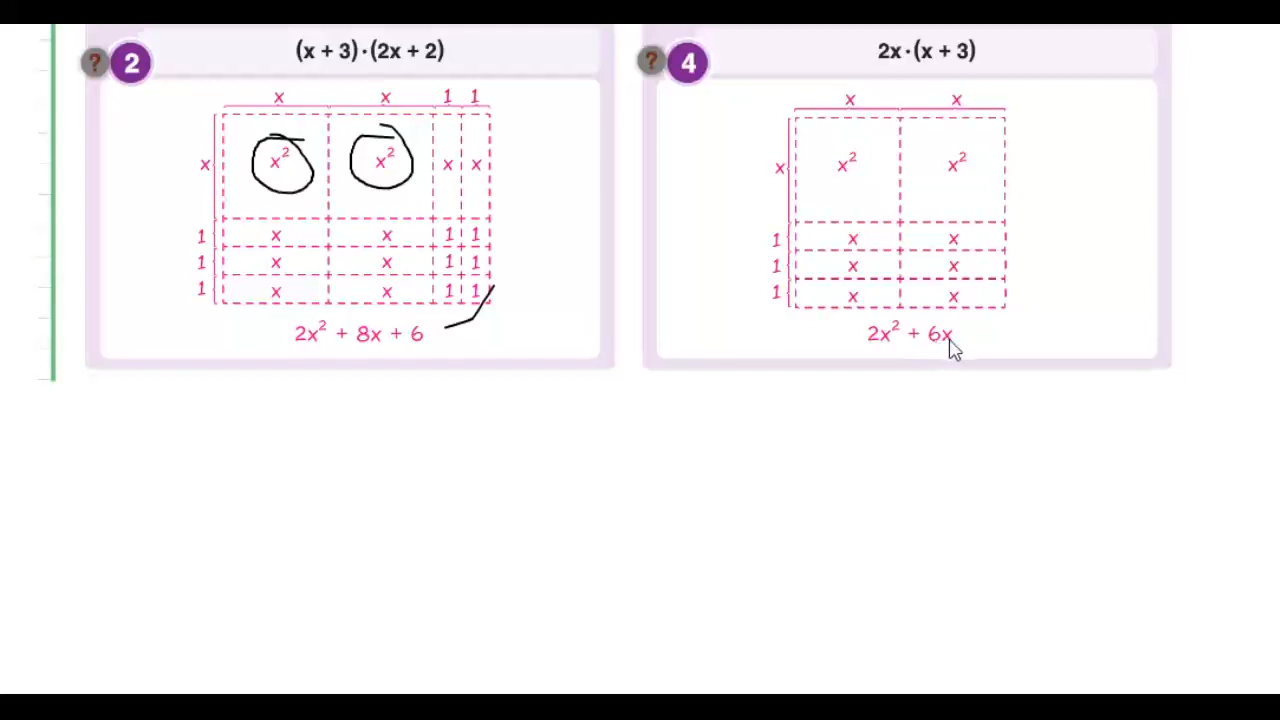 ? 2 (x + 3)·(2x + 2)
x x 1 1
x x² x² x x
1 x x 1 1
1 x x 1 1
1 x x 1 1
2x² + 8x + 6
? 4 2x·(x + 3)
x x
x x² x²
1 x x
1 x x
1 x x
2x² + 6x